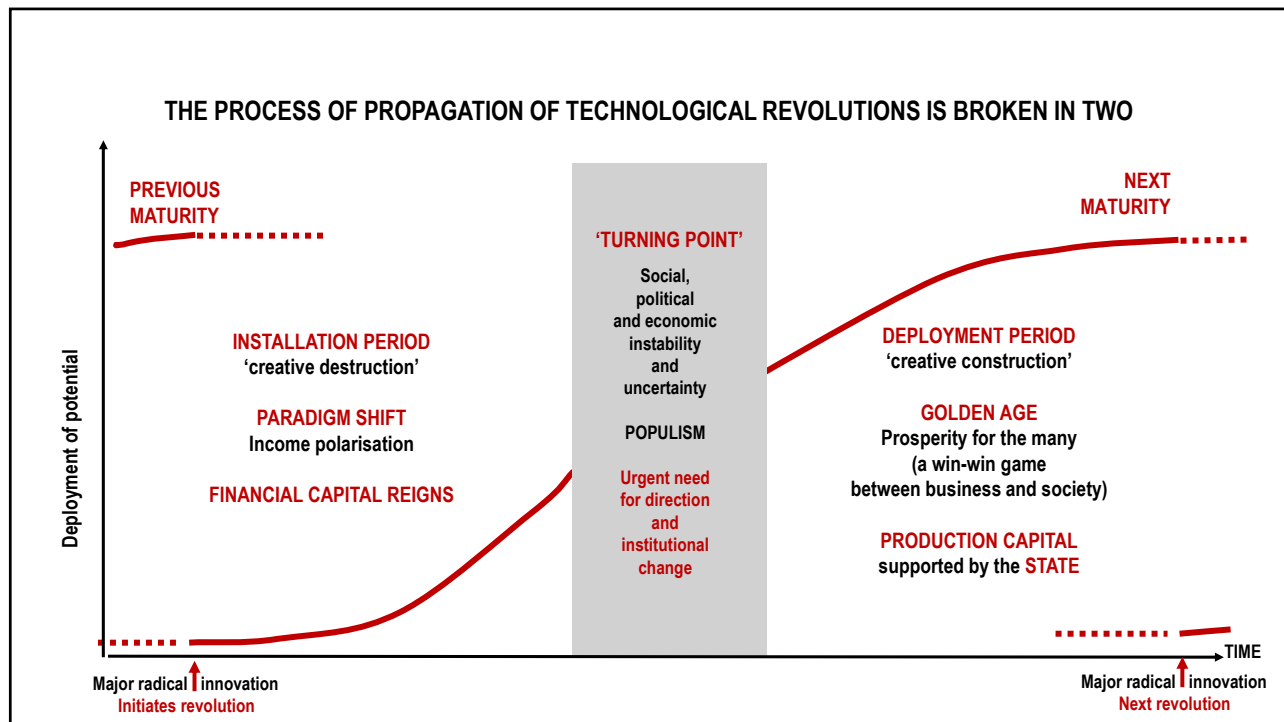 THE PROCESS OF PROPAGATION OF TECHNOLOGICAL REVOLUTIONS IS BROKEN IN TWO
Deployment of potential
PREVIOUS
MATURITY
INSTALLATION PERIOD
‘creative destruction’
PARADIGM SHIFT
Income polarisation
FINANCIAL CAPITAL REIGNS
‘TURNING POINT’
Social,
political
and economic
instability
and
uncertainty
POPULISM
Urgent need
for direction
and
institutional
change
NEXT
MATURITY
DEPLOYMENT PERIOD
‘creative construction’
GOLDEN AGE
Prosperity for the many
(a win-win game
between business and society)
PRODUCTION CAPITAL
supported by the STATE
TIME
Major radical innovation
Initiates revolution
Major radical innovation
Next revolution